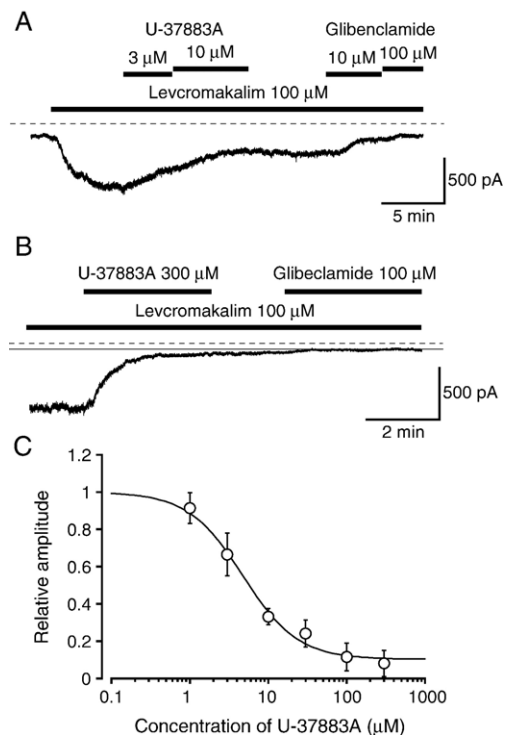 A
U-37883A
Glibenclamide
3 μM
10 μM
10 μM
100 μM
Levcromakalim 100 μM
500 pA
5 min
B
U-37883A 300 μM
Glibeclamide 100 μM
Levcromakalim 100 μM
500 pA
2 min
C
Relative amplitude
1.2
1
0.8
0.6
0.4
0.2
0
0.1
1
10
100
1000
Concentration of U-37883A (μM)